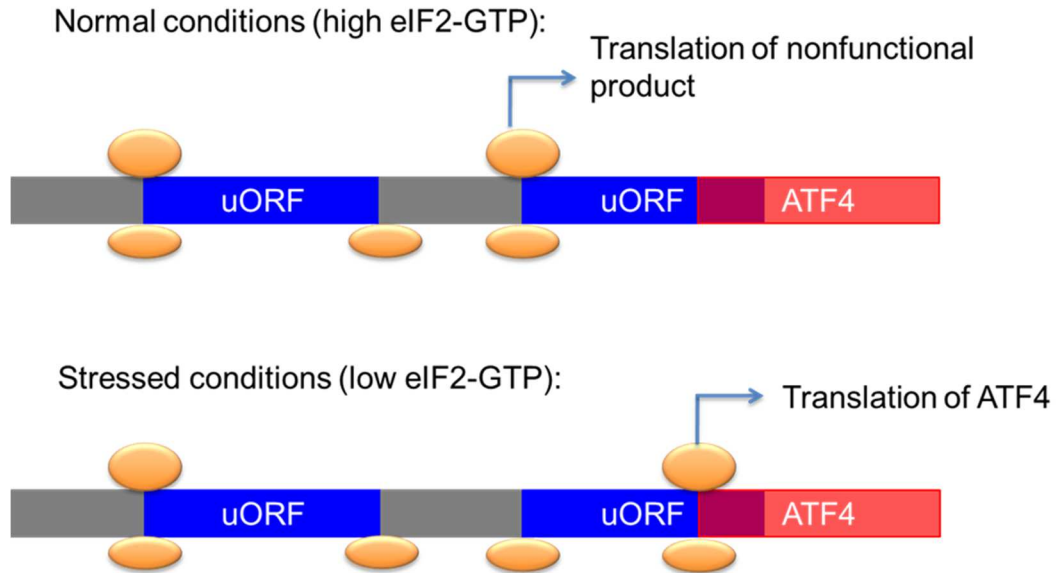 Normal conditions (high eIF2-GTP):
Translation of nonfunctional
product
uORF
uORF
ATF4
Stressed conditions (low eIF2-GTP):
Translation of ATF4
uORF
uORF
ATF4